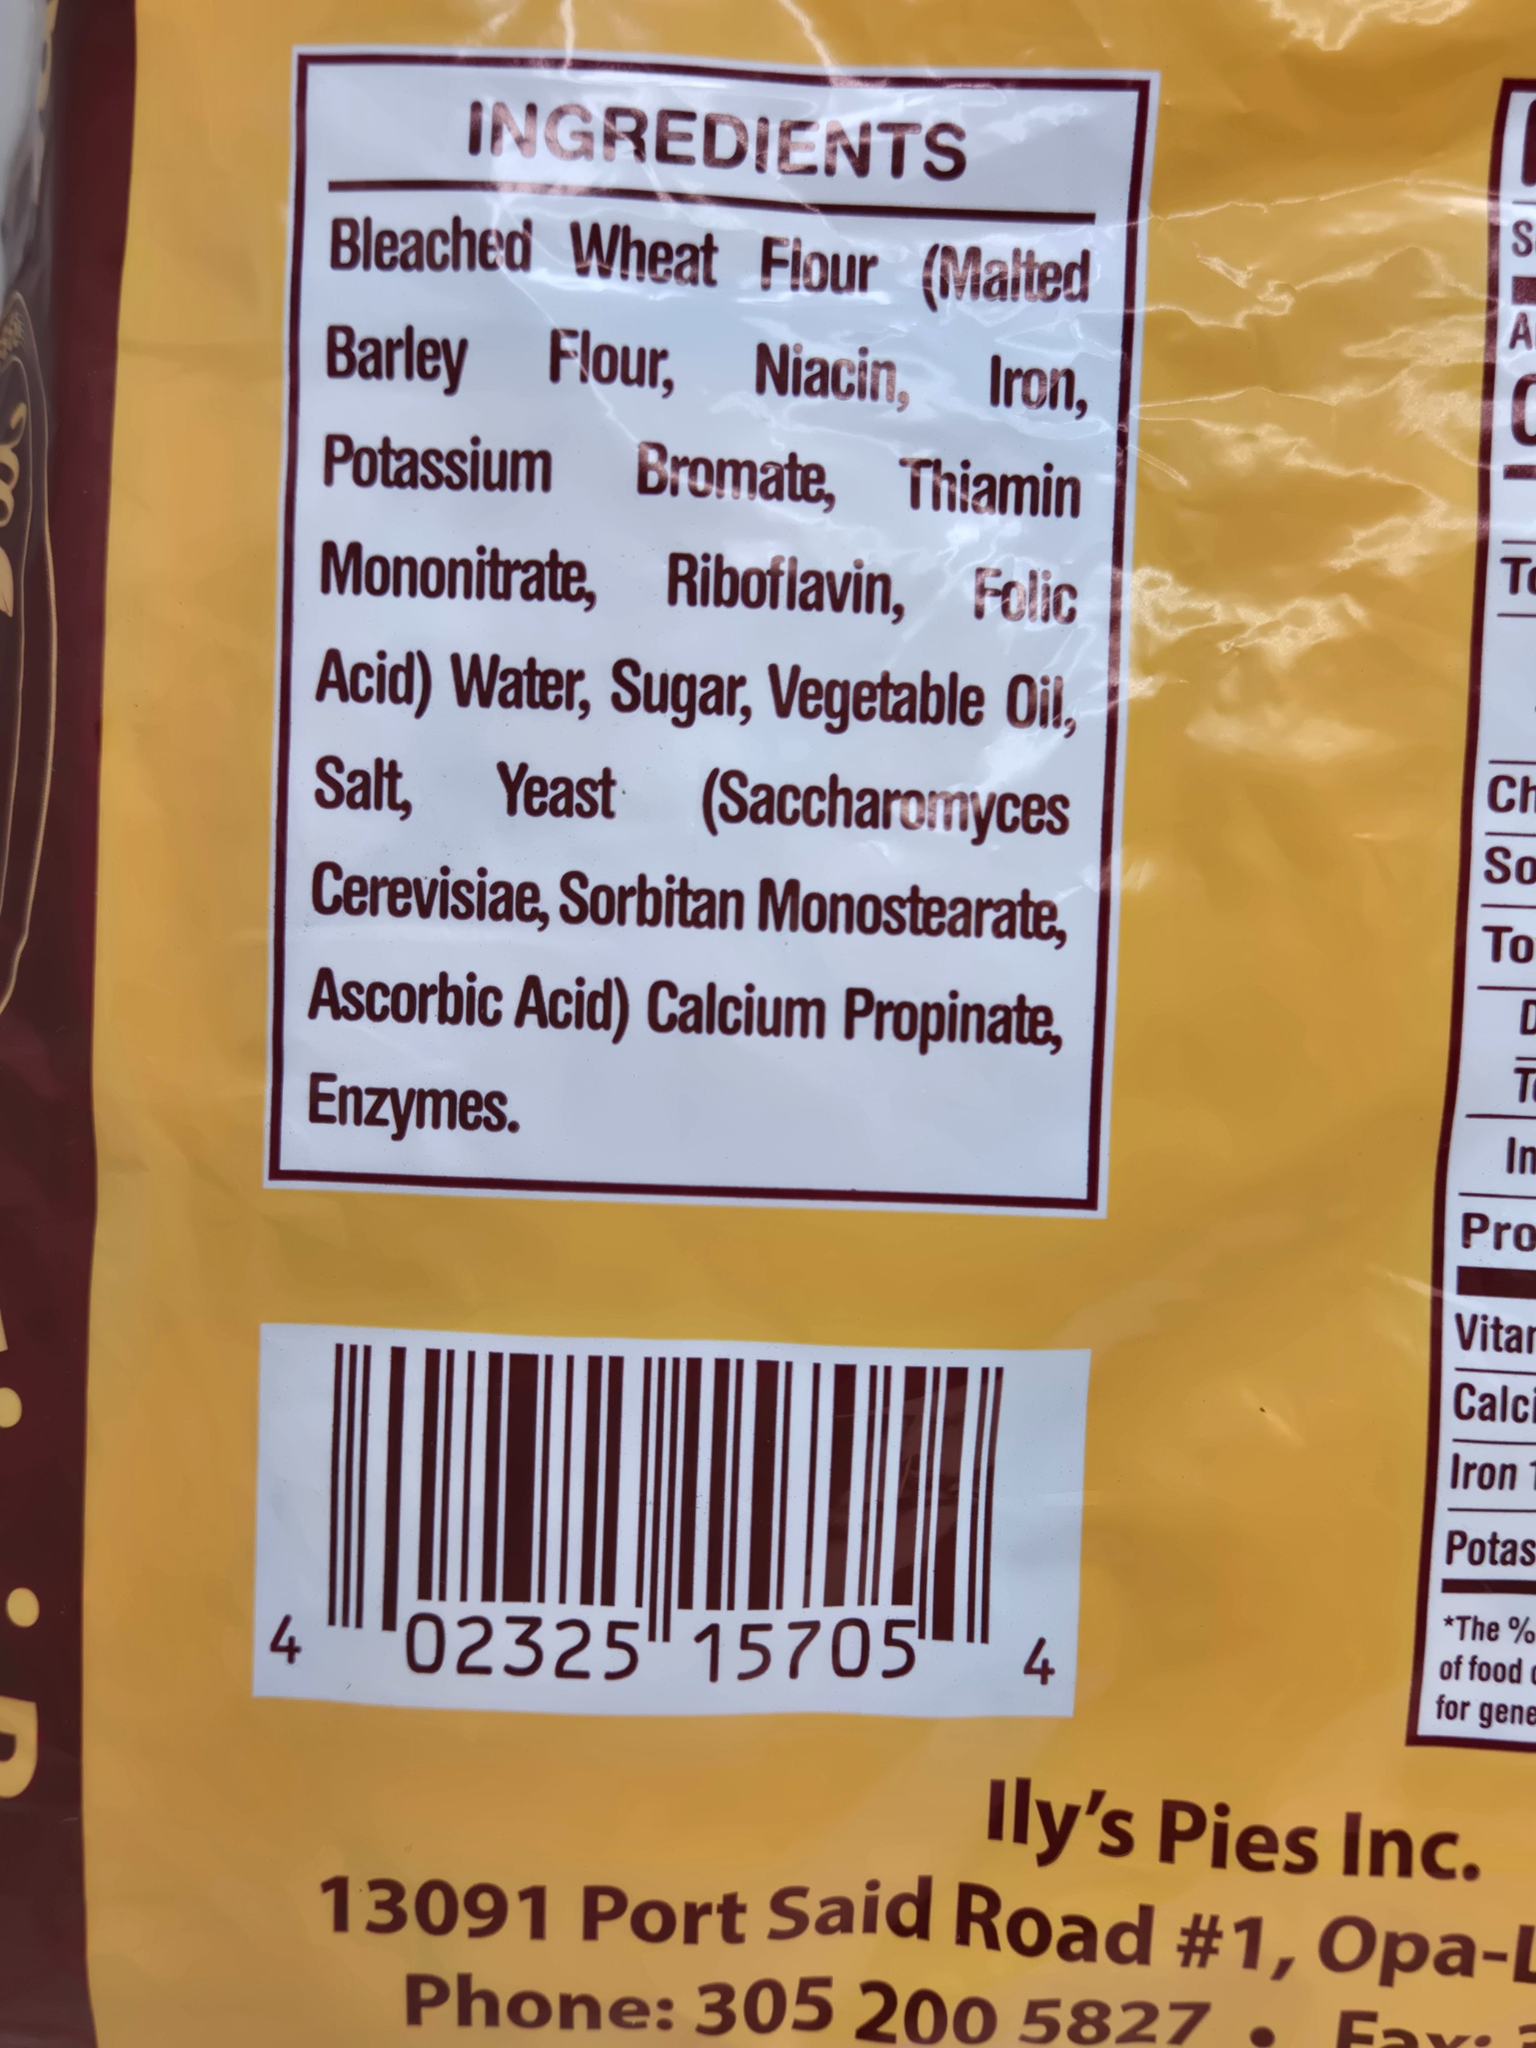 INGREDIENTS
Bleached Wheat Flour (Malted
Barley Flour, Niacin, Iron,
Potassium Bromate, Thiamin
Mononitrate, Riboflavin, Folic
Acid) Water, Sugar, Vegetable Oil,
Salt, Yeast (Saccharomyces
Cerevisiae, Sorbitan Monostearate,
Ascorbic Acid) Calcium Propinate,
Enzymes.
4 02325 15705 4
Pro
Iron
*The %
of food
for gene
Ily's Pies Inc.
13091 Port Said Road #1, Opa-L
Phone: 305 200 5827 • Fax: